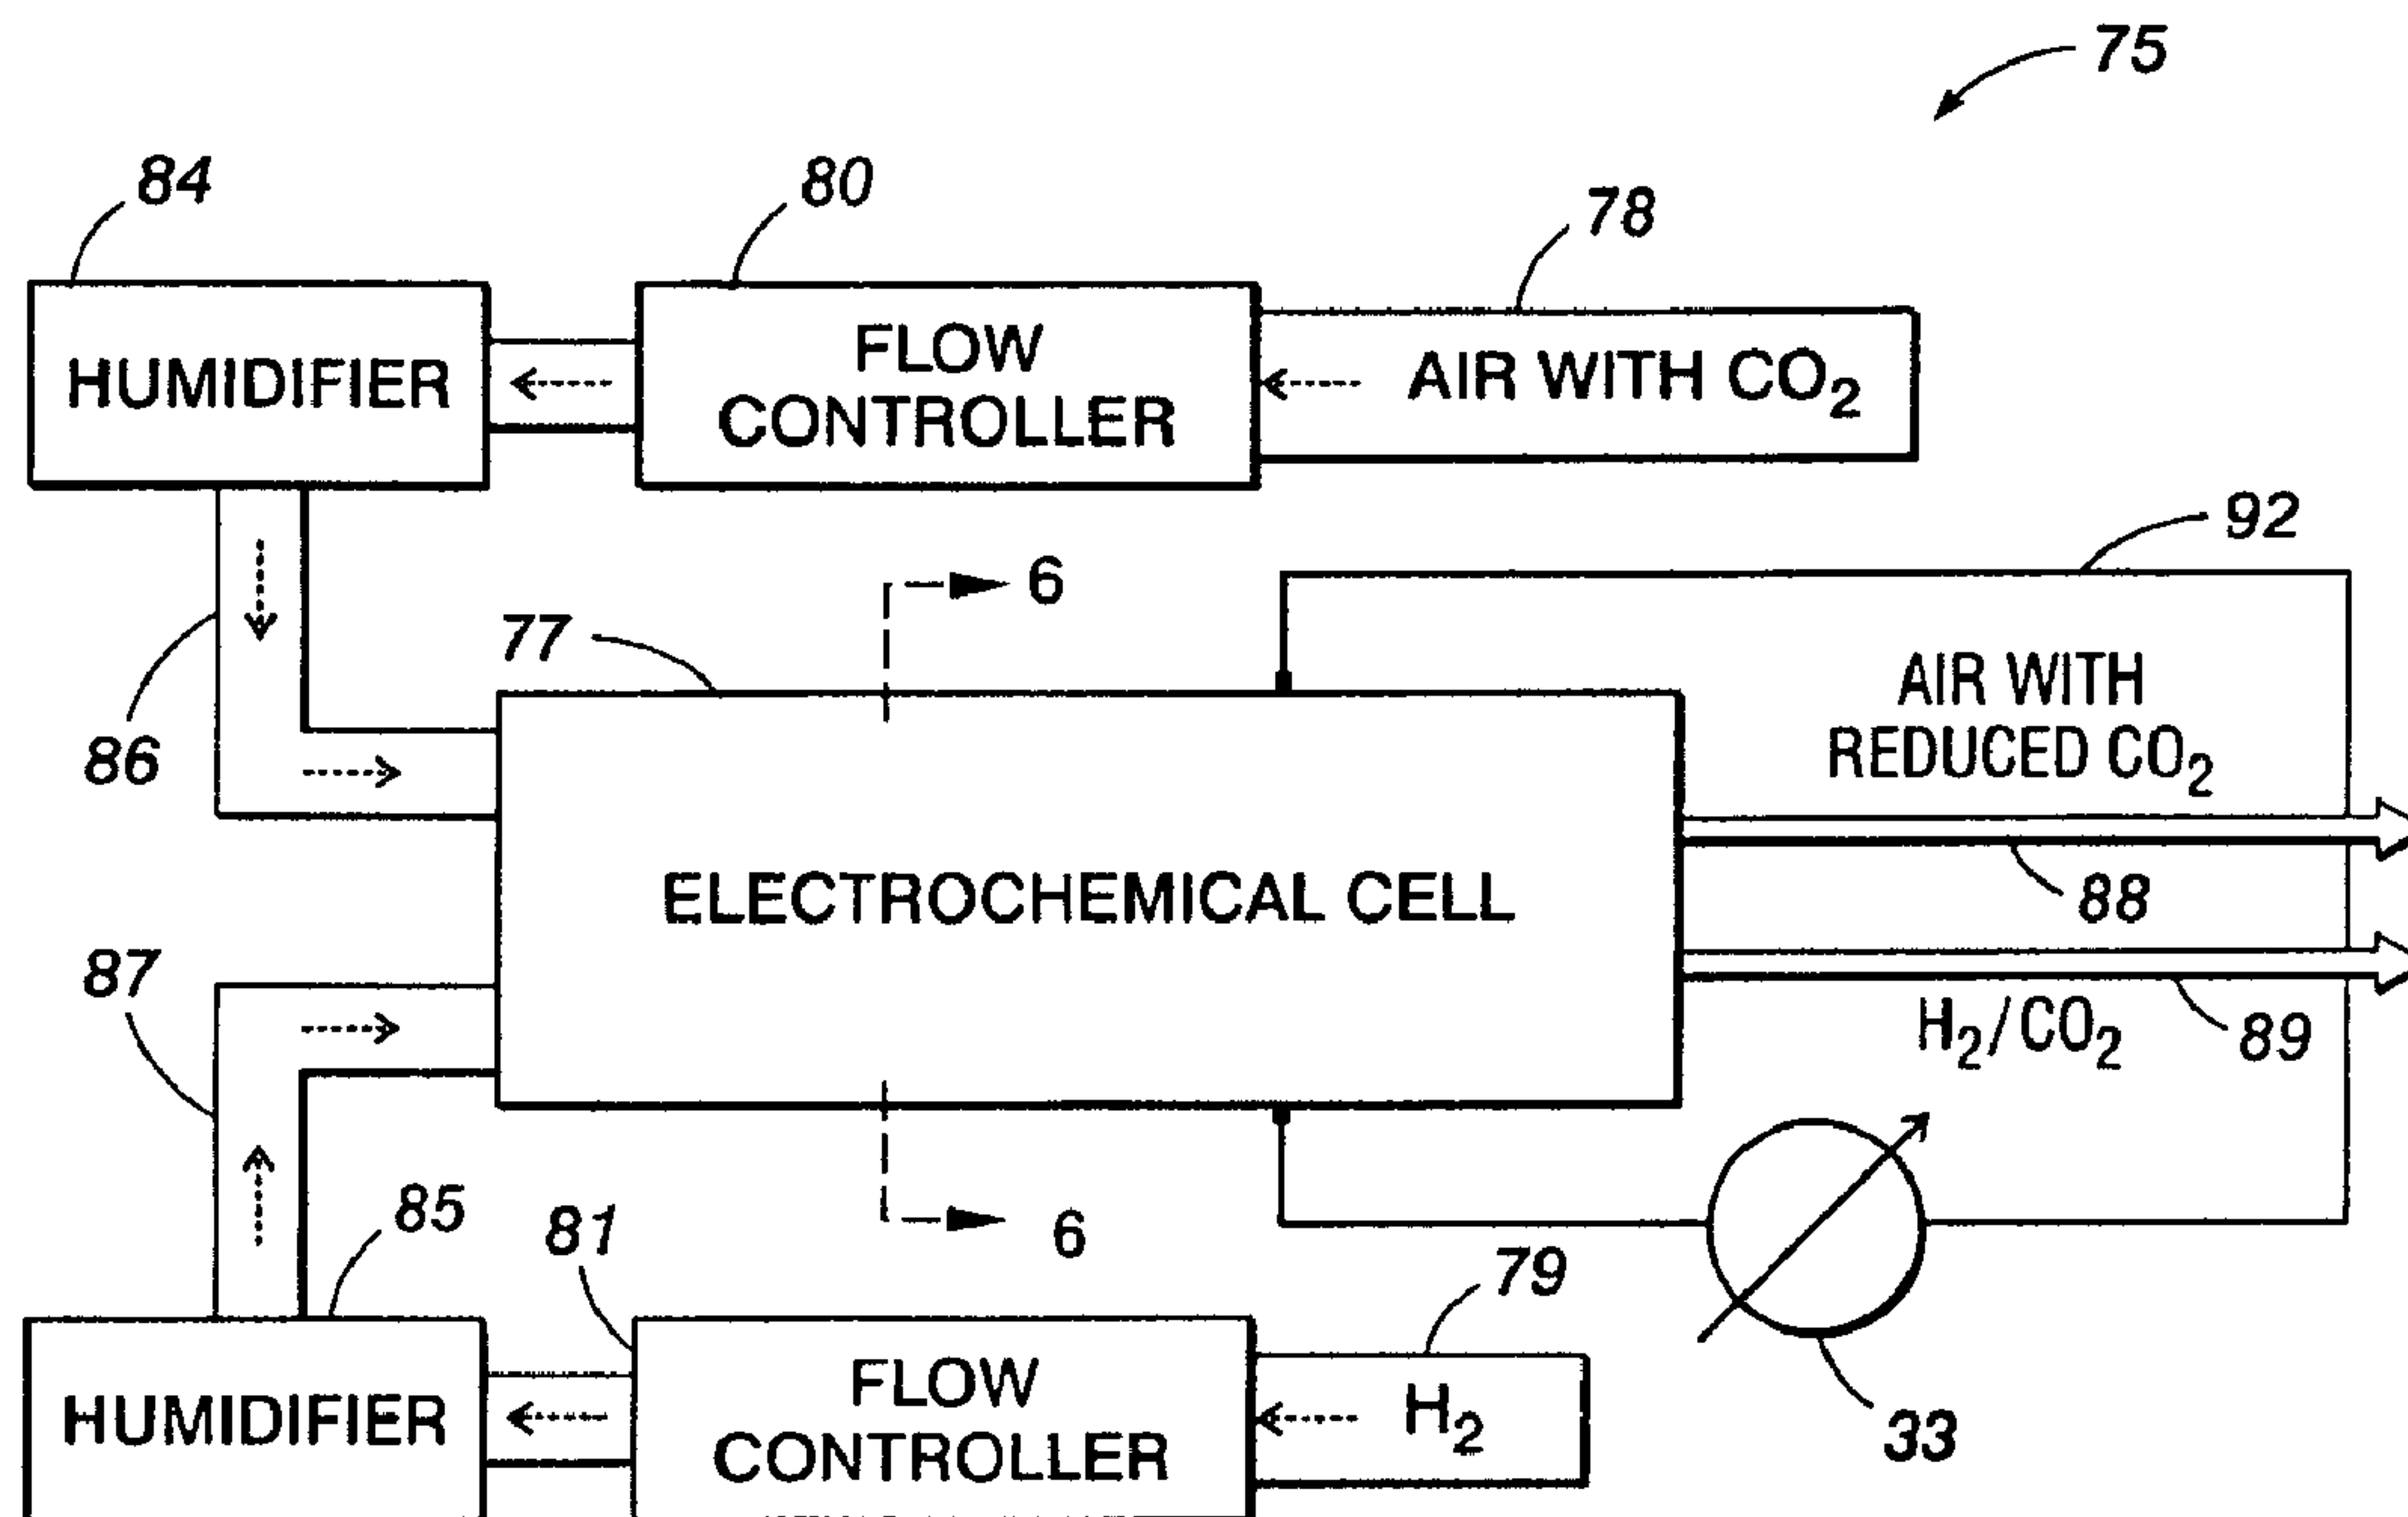 75
84
80
78
HUMIDIFIER
FLOW
CONTROLLER
AIR WITH CO2
92
6
77
86
AIR WITH
REDUCED CO2
ELECTROCHEMICAL CELL
88
87
H2/CO2
89
85
81
6
79
HUMIDIFIER
FLOW
CONTROLLER
H2
33